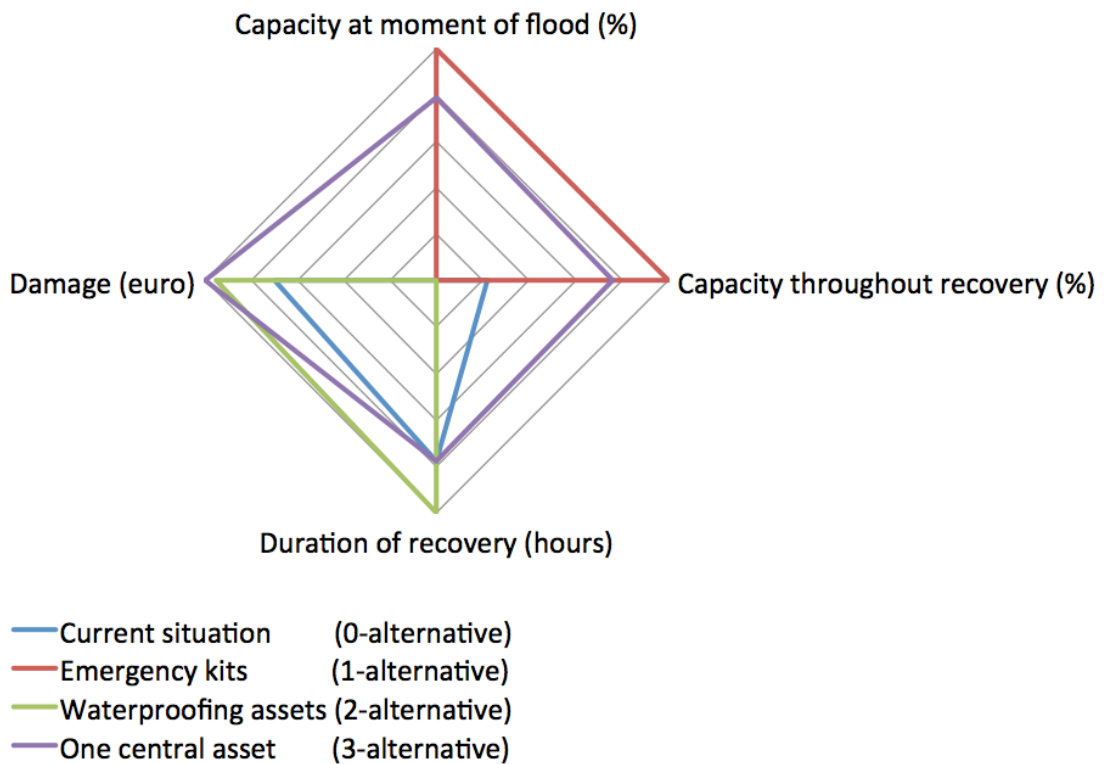 Capacity at moment of flood (%)
Damage (euro)
Capacity throughout recovery (%)
Duration of recovery (hours)
Current situation (0-alternative)
Emergency kits (1-alternative)
Waterproofing assets (2-alternative)
One central asset (3-alternative)